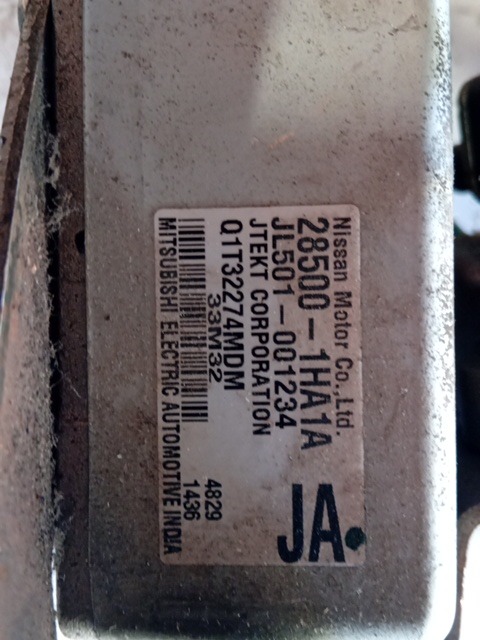 Nissan Motor Co.,Ltd.
28500-1HA1A
JL501-001234
JTEKT CORPORATION
Q1T32274MDM
33M32
MITSUBISHI ELECTRIC AUTOMOTIVE INDIA
4829
1436
JA